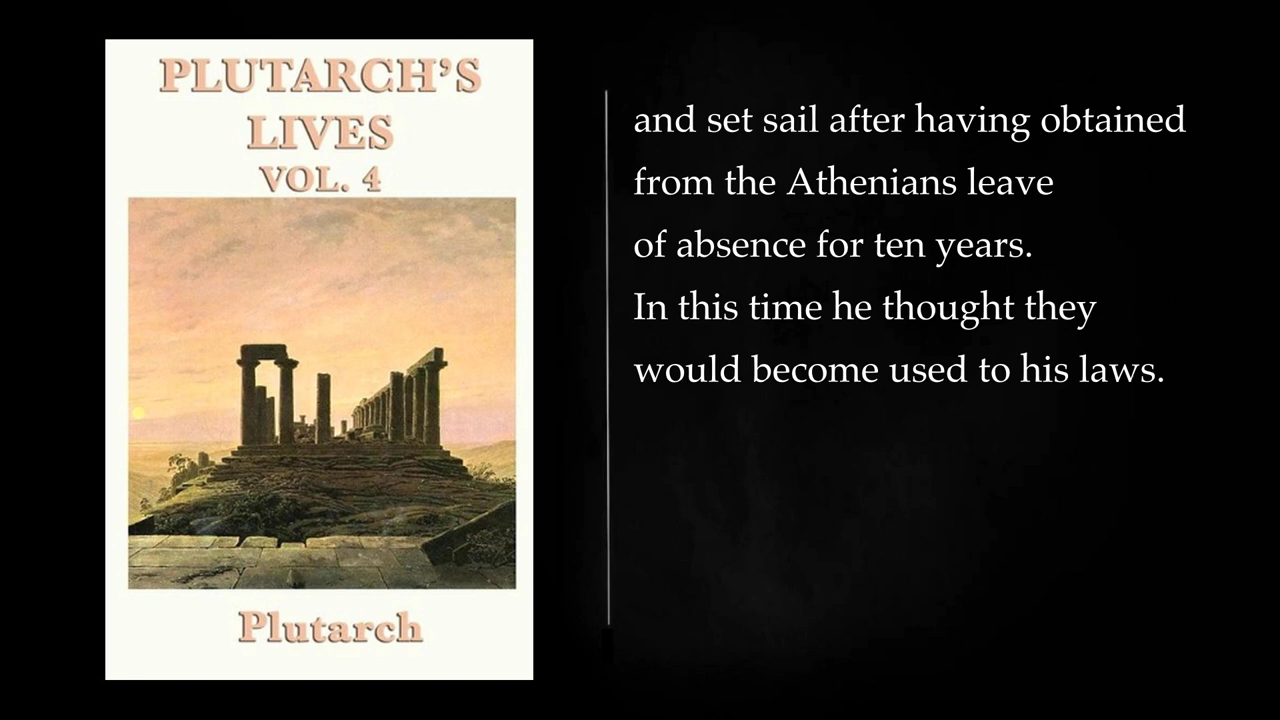 PLUTARCH'S
LIVES
VOL. 4
Plutarch
and set sail after having obtained
from the Athenians leave
of absence for ten years.
In this time he thought they
would become used to his laws.